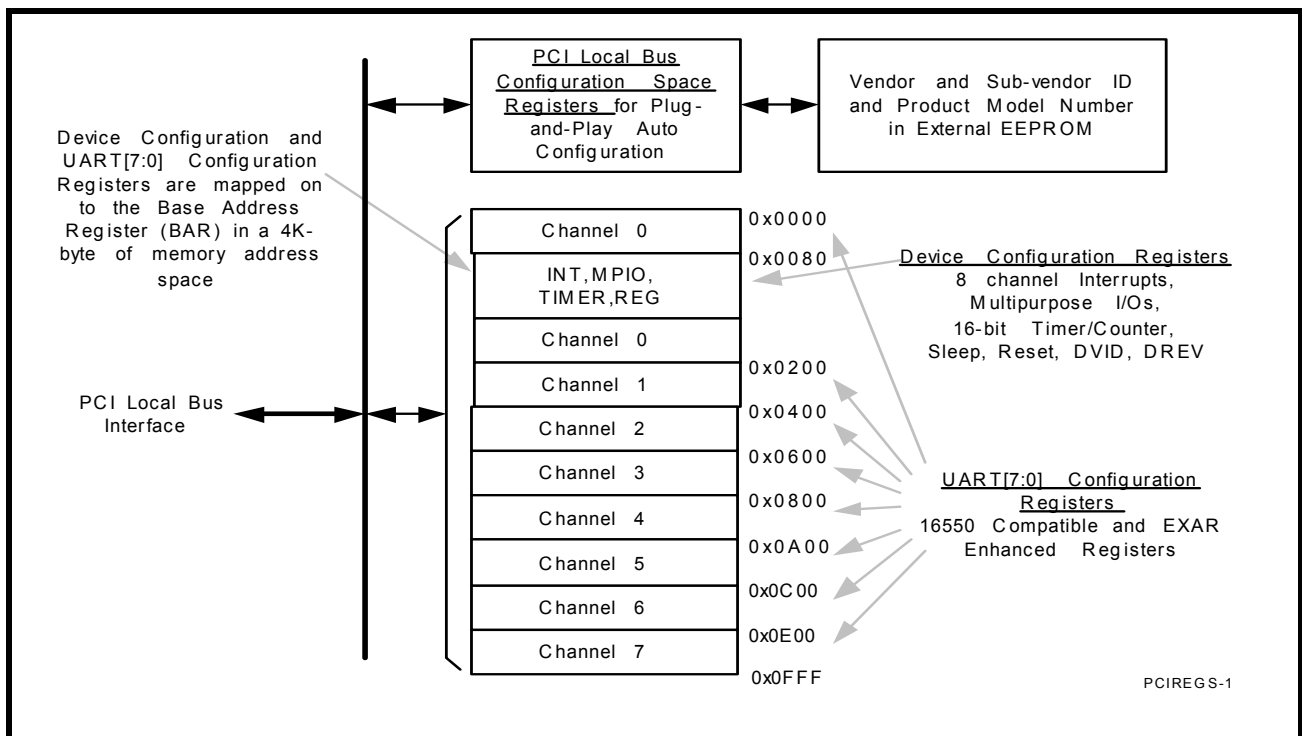 PCI Local Bus
Configuration Space
Registers for Plug-
and-Play Auto
Configuration
Vendor and Sub-vendor ID
and Product Model Number
in External EEPROM
Device Configuration and
UART[7:0] Configuration
Registers are mapped on
to the Base Address
Register (BAR) in a 4K-
byte of memory address
space
PCI Local Bus
Interface
Channel 0
INT, MPIO,
TIMER, REG
Channel 0
Channel 1
Channel 2
Channel 3
Channel 4
Channel 5
Channel 6
Channel 7
0x0000
0x0080
0x0200
0x0400
0x0600
0x0800
0x0A00
0x0C00
0x0E00
0x0FFF
Device Configuration Registers
8 channel Interrupts,
Multipurpose I/Os,
16-bit Timer/Counter,
Sleep, Reset, DVID, DREV
UART[7:0] Configuration
Registers
16550 Compatible and EXAR
Enhanced Registers
PCIREGS-1